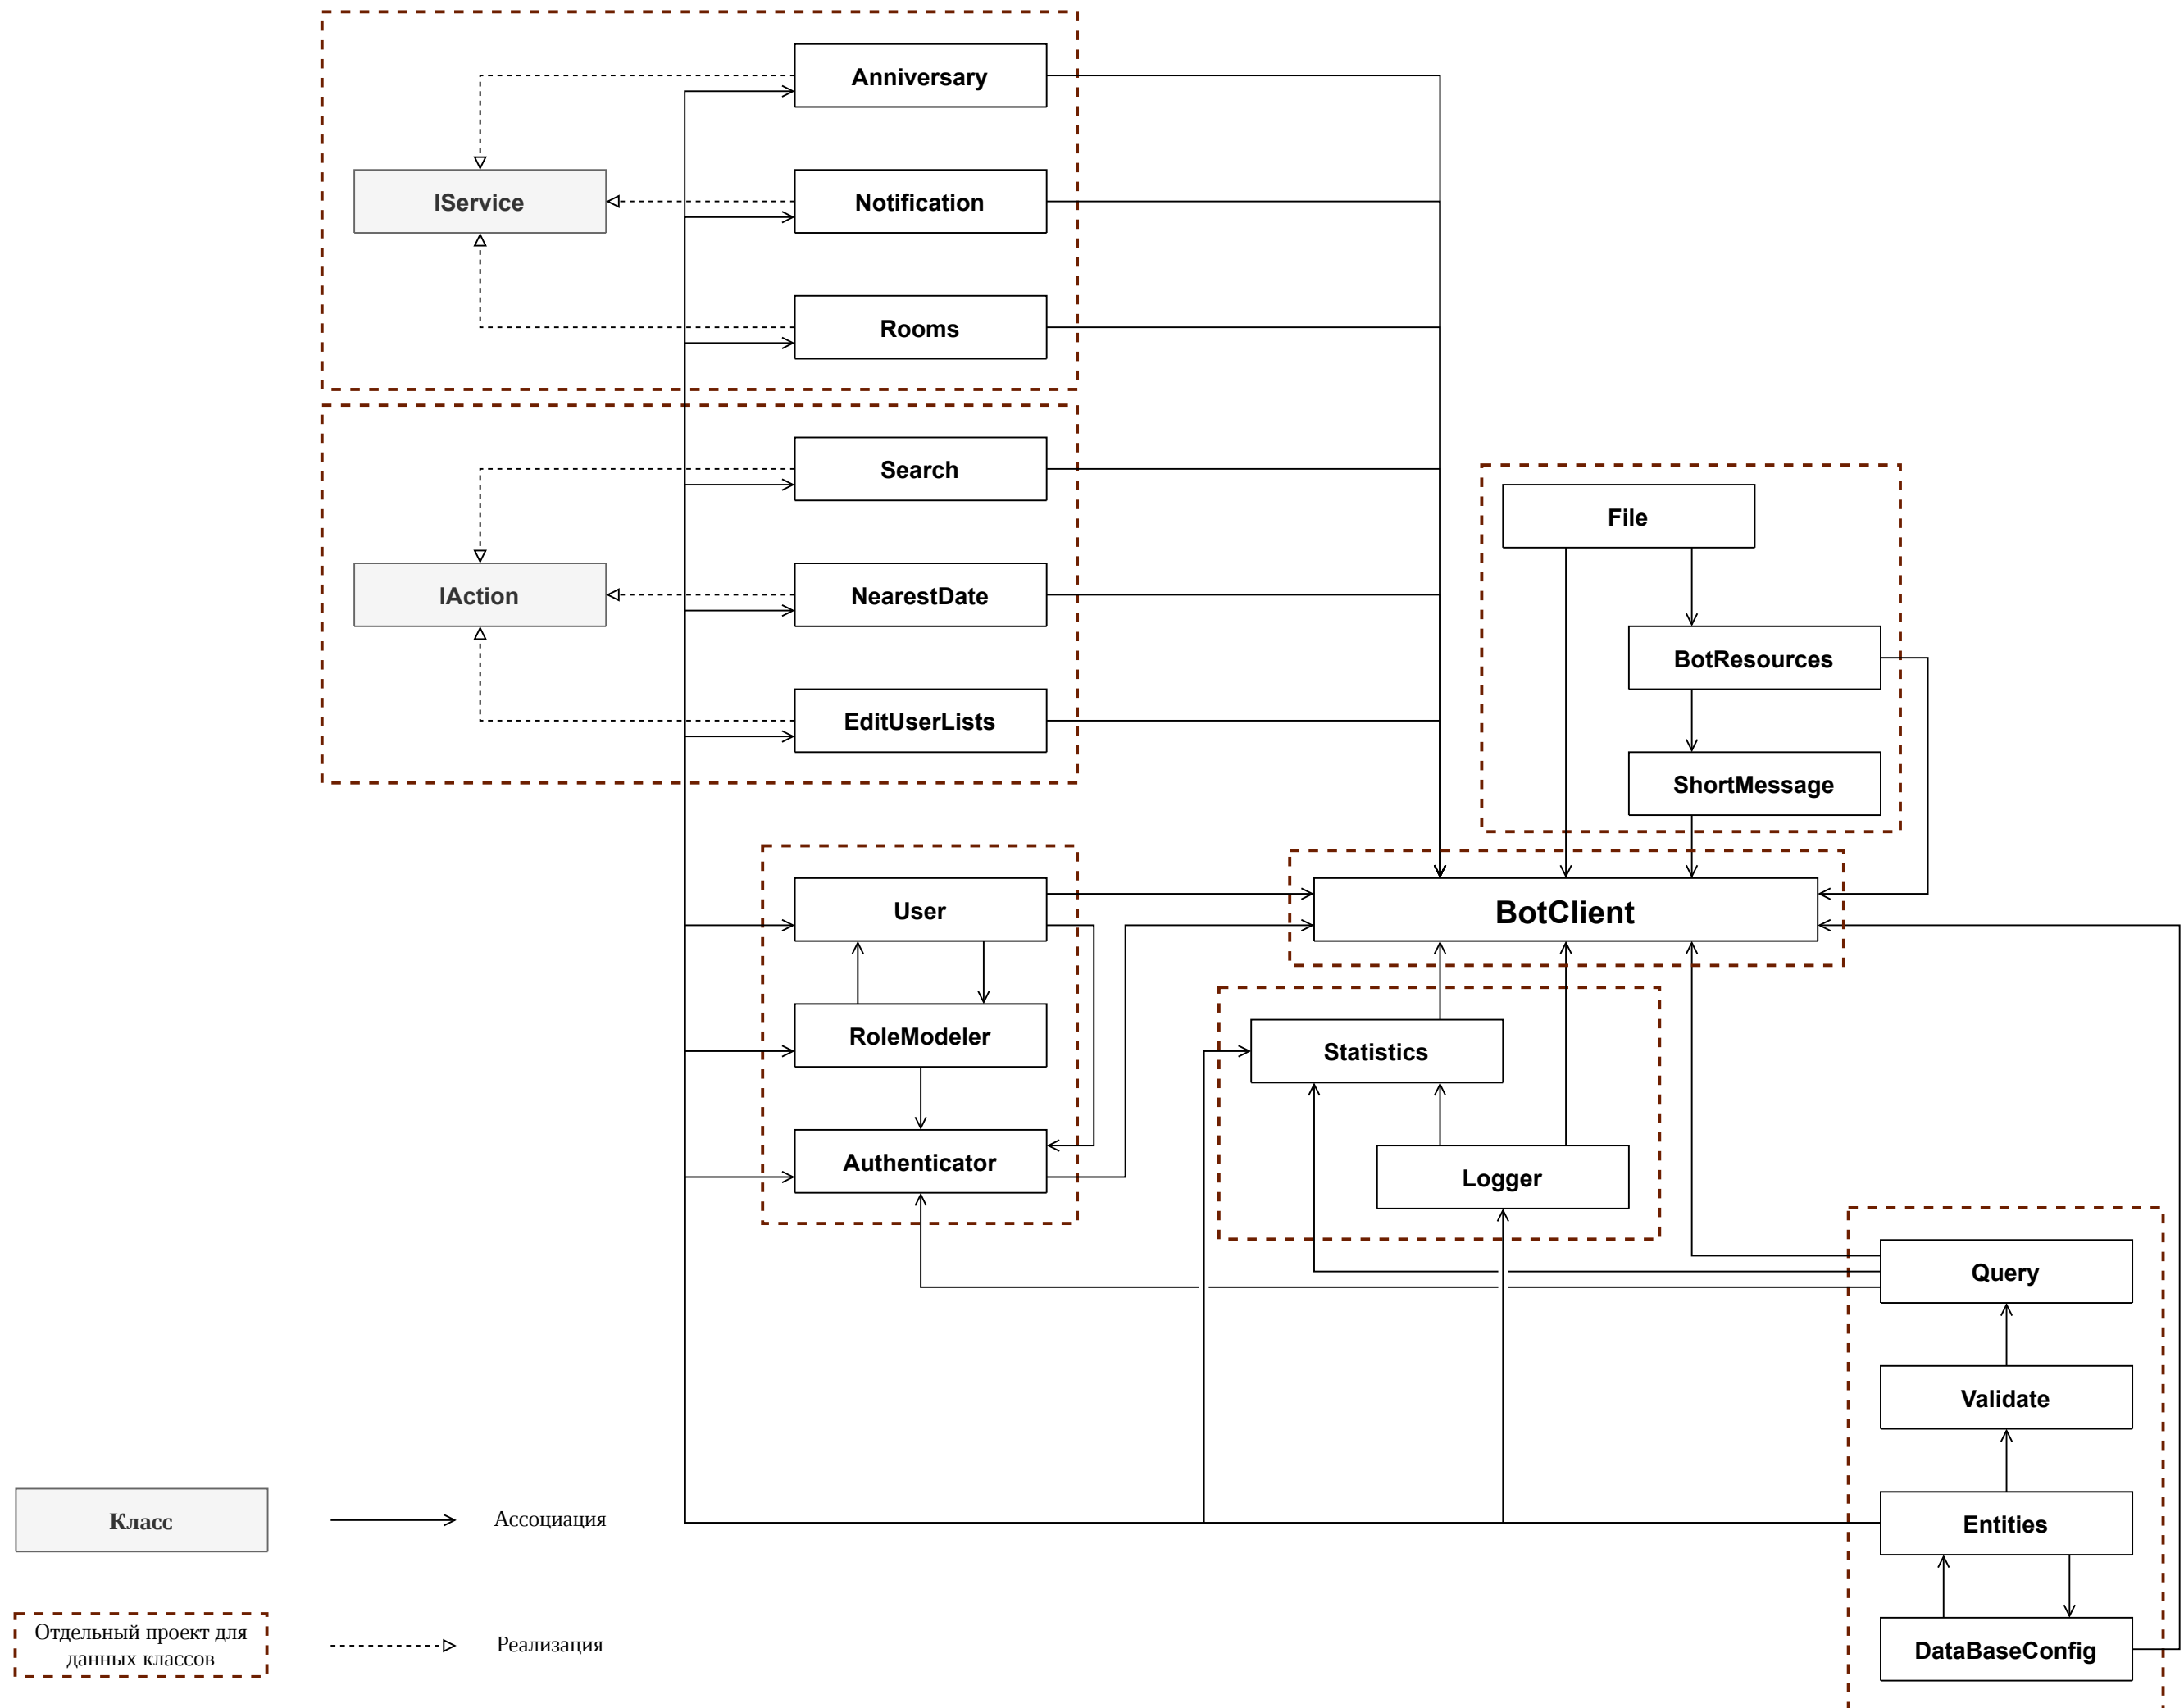 Anniversary
IService
Notification
Rooms
Search
File
IAction
NearestDate
BotResources
EditUserLists
ShortMessage
User
BotClient
RoleModeler
Statistics
Authenticator
Logger
Query
Validate
Класс
Ассоциация
Entities
Отдельный проект для
данных классов
Реализация
DataBaseConfig